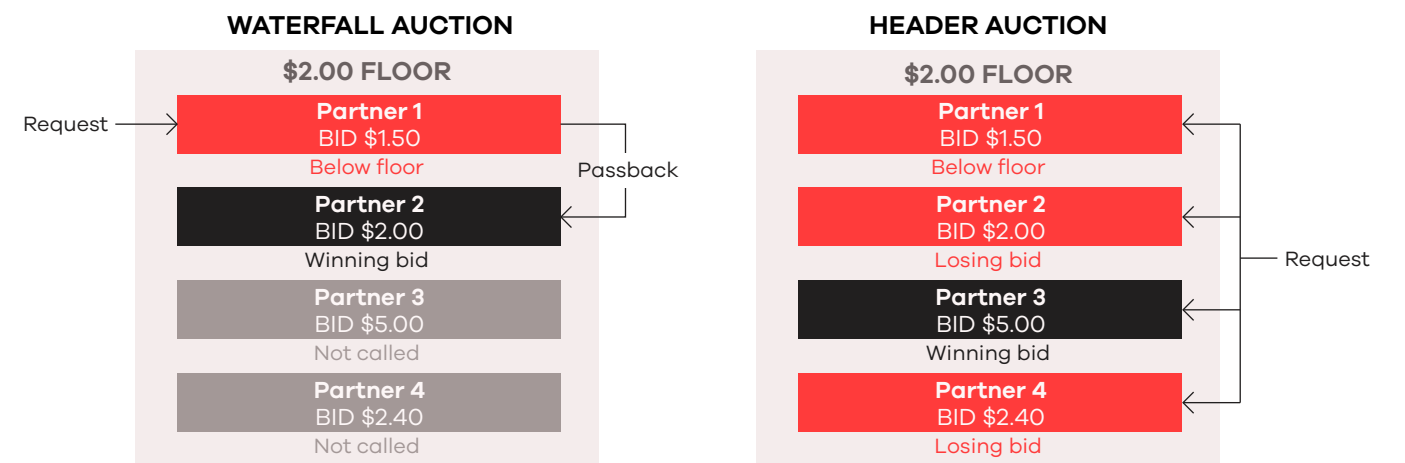 WATERFALL AUCTION
$2.00 FLOOR
Request
Partner 1
BID $1.50
Below floor
Passback
Partner 2
BID $2.00
Winning bid
Partner 3
BID $5.00
Not called
Partner 4
BID $2.40
Not called
HEADER AUCTION
$2.00 FLOOR
Partner 1
BID $1.50
Below floor
Partner 2
BID $2.00
Losing bid
Request
Partner 3
BID $5.00
Winning bid
Partner 4
BID $2.40
Losing bid